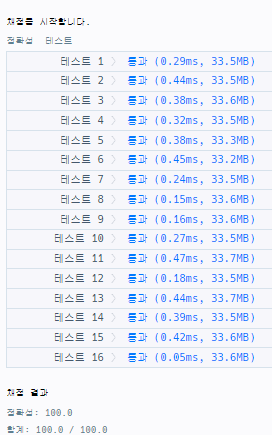 채점을 시작합니다.
정확성 테스트
테스트 1 〉 통과 (0.29ms, 33.5MB)
테스트 2 〉 통과 (0.44ms, 33.5MB)
테스트 3 〉 통과 (0.38ms, 33.6MB)
테스트 4 〉 통과 (0.32ms, 33.5MB)
테스트 5 〉 통과 (0.38ms, 33.3MB)
테스트 6 〉 통과 (0.45ms, 33.2MB)
테스트 7 〉 통과 (0.24ms, 33.5MB)
테스트 8 〉 통과 (0.15ms, 33.6MB)
테스트 9 〉 통과 (0.16ms, 33.6MB)
테스트 10 〉 통과 (0.27ms, 33.5MB)
테스트 11 〉 통과 (0.47ms, 33.7MB)
테스트 12 〉 통과 (0.18ms, 33.5MB)
테스트 13 〉 통과 (0.44ms, 33.7MB)
테스트 14 〉 통과 (0.39ms, 33.5MB)
테스트 15 〉 통과 (0.42ms, 33.6MB)
테스트 16 〉 통과 (0.05ms, 33.6MB)
채점 결과
정확성: 100.0
합계: 100.0 / 100.0